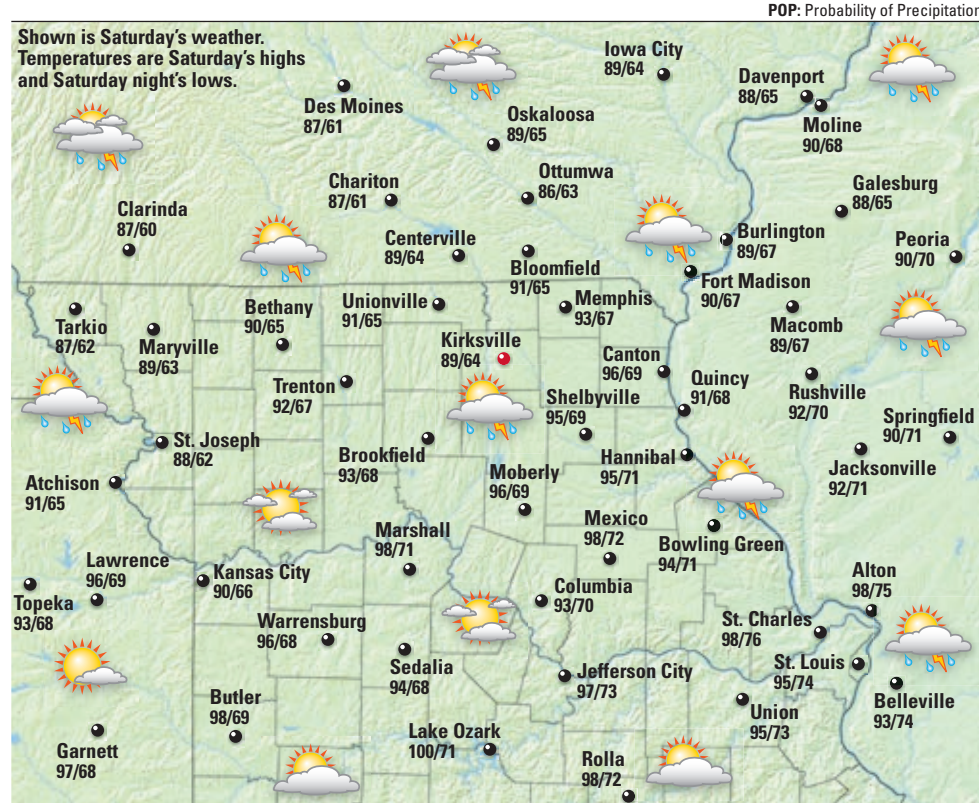 POP: Probability of Precipitation
Shown is Saturday's weather.
Temperatures are Saturday's highs
and Saturday night's lows.
Iowa City
89/64
Davenport
88/65
Des Moines
87/61
Moline
90/68
Oskaloosa
89/65
Ottumwa
86/63
Chariton
87/61
Galesburg
88/65
Clarinda
87/60
Centerville
89/64
Burlington
89/67
Peoria
90/70
Bloomfield
91/65
Fort Madison
90/67
Tarkio
87/62
Maryville
89/63
Bethany
90/65
Unionville
91/65
Memphis
93/67
Macomb
89/67
Kirksville
89/64
Canton
96/69
Trenton
92/67
Quincy
91/68
Rushville
92/70
Shelbyville
95/69
Springfield
90/71
St. Joseph
88/62
Brookfield
93/68
Hannibal
95/71
Jacksonville
92/71
Atchison
91/65
Moberly
96/69
Marshall
98/71
Mexico
98/72
Bowling Green
94/71
Lawrence
96/69
Kansas City
90/66
Columbia
93/70
Alton
98/75
Topeka
93/68
Warrensburg
96/68
St. Charles
98/76
Sedalia
94/68
Jefferson City
97/73
St. Louis
95/74
Belleville
93/74
Butler
98/69
Union
95/73
Garnett
97/68
Lake Ozark
100/71
Rolla
98/72